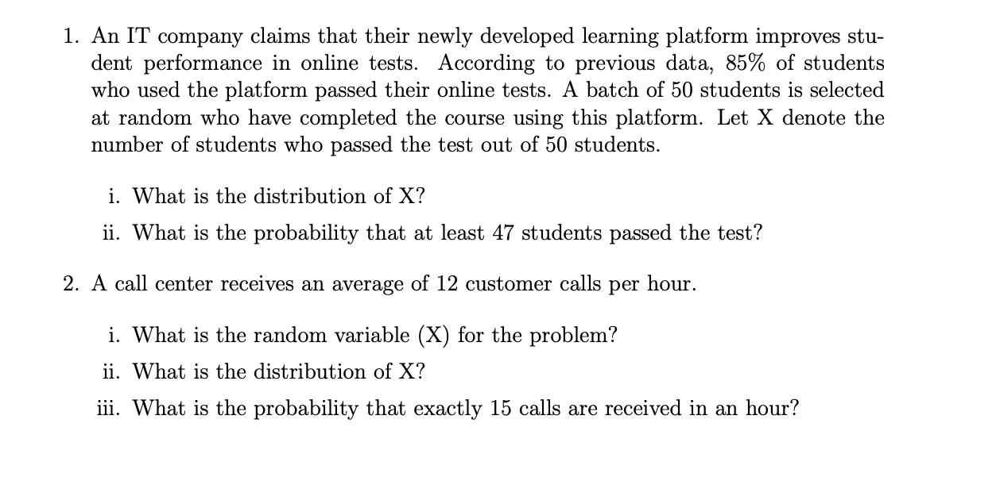 1. An IT company claims that their newly developed learning platform improves stu-
dent performance in online tests. According to previous data, 85% of students
who used the platform passed their online tests. A batch of 50 students is selected
at random who have completed the course using this platform. Let X denote the
number of students who passed the test out of 50 students.
i. What is the distribution of X?
ii. What is the probability that at least 47 students passed the test?
2. A call center receives an average of 12 customer calls per hour.
i. What is the random variable (X) for the problem?
ii. What is the distribution of X?
iii. What is the probability that exactly 15 calls are received in an hour?